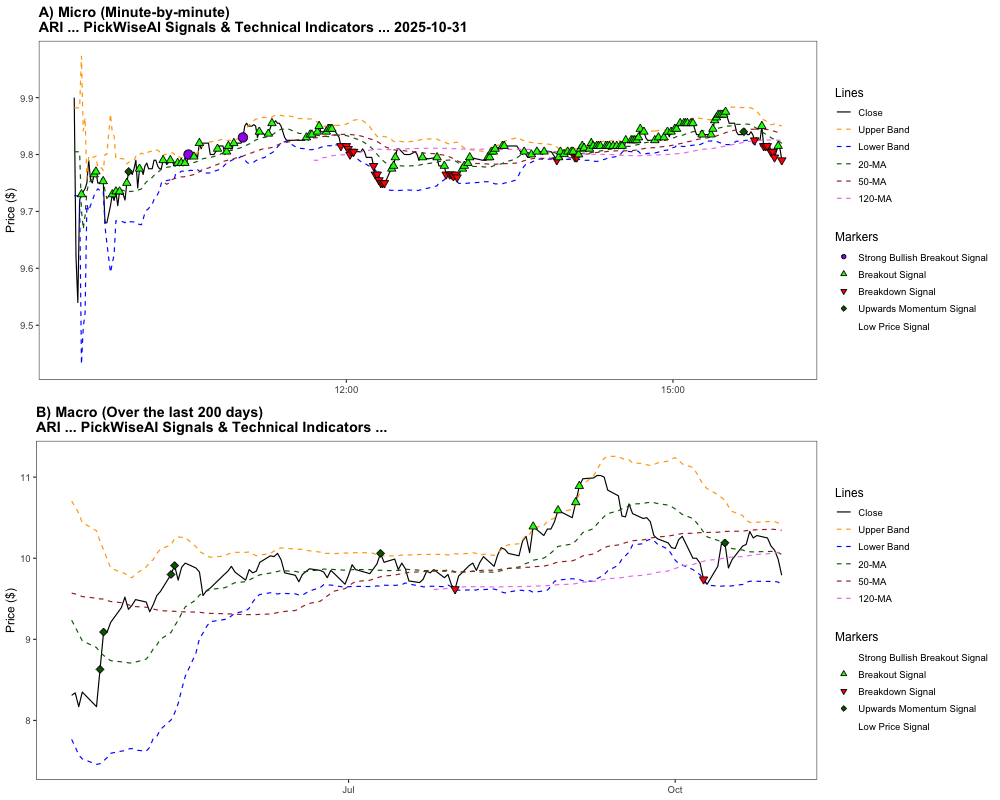 A) Micro (Minute-by-minute)
ARI ... PickWiseAI Signals & Technical Indicators ... 2025-10-31
Price ($)
9.9
9.8
9.7
9.6
9.5
12:00
15:00
Lines
Close
Upper Band
Lower Band
20-MA
50-MA
120-MA
Markers
Strong Bullish Breakout Signal
Breakout Signal
Breakdown Signal
Upwards Momentum Signal
Low Price Signal
B) Macro (Over the last 200 days)
ARI ... PickWiseAI Signals & Technical Indicators ...
Price ($)
11
10
9
8
Jul
Oct
Lines
Close
Upper Band
Lower Band
20-MA
50-MA
120-MA
Markers
Strong Bullish Breakout Signal
Breakout Signal
Breakdown Signal
Upwards Momentum Signal
Low Price Signal